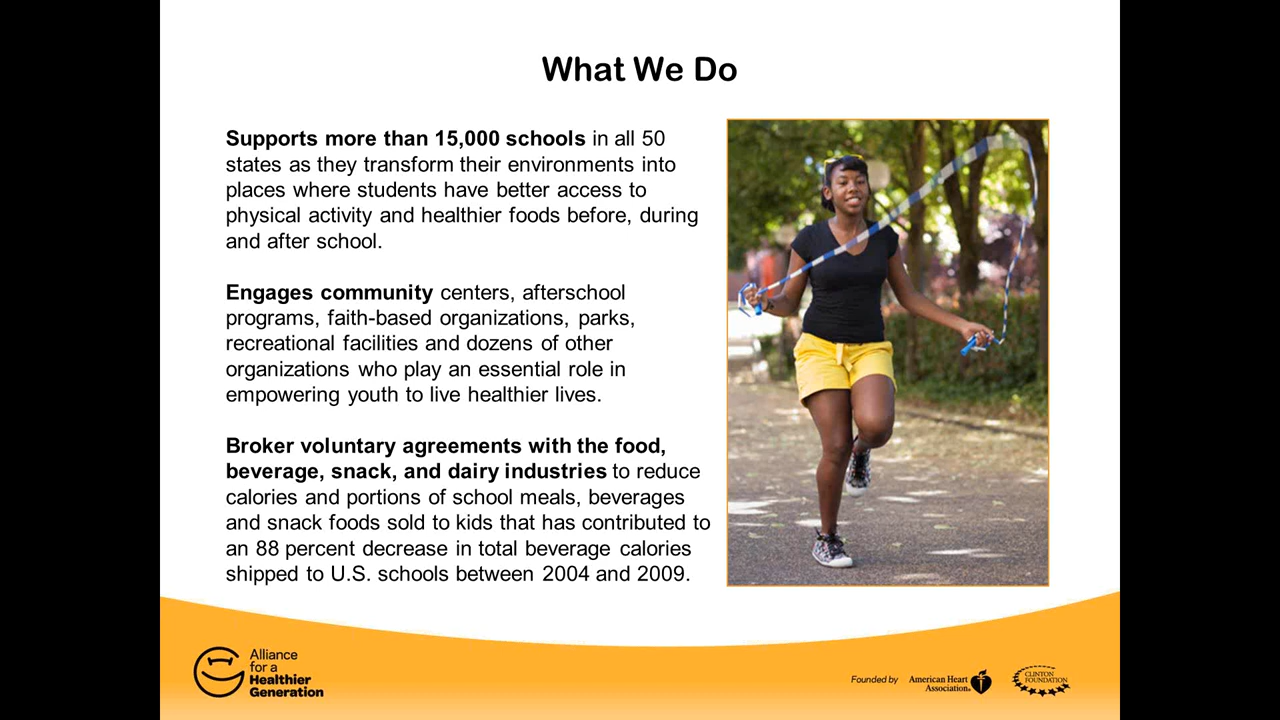 What We Do
Supports more than 15,000 schools in all 50
states as they transform their environments into
places where students have better access to
physical activity and healthier foods before, during
and after school.
Engages community centers, afterschool
programs, faith-based organizations, parks,
recreational facilities and dozens of other
organizations who play an essential role in
empowering youth to live healthier lives.
Broker voluntary agreements with the food,
beverage, snack, and dairy industries to reduce
calories and portions of school meals, beverages
and snack foods sold to kids that has contributed to
an 88 percent decrease in total beverage calories
shipped to U.S. schools between 2004 and 2009.
Alliance
for a
Healthier
Generation
Founded by
American Heart
Association®
CLINTON
FOUNDATION